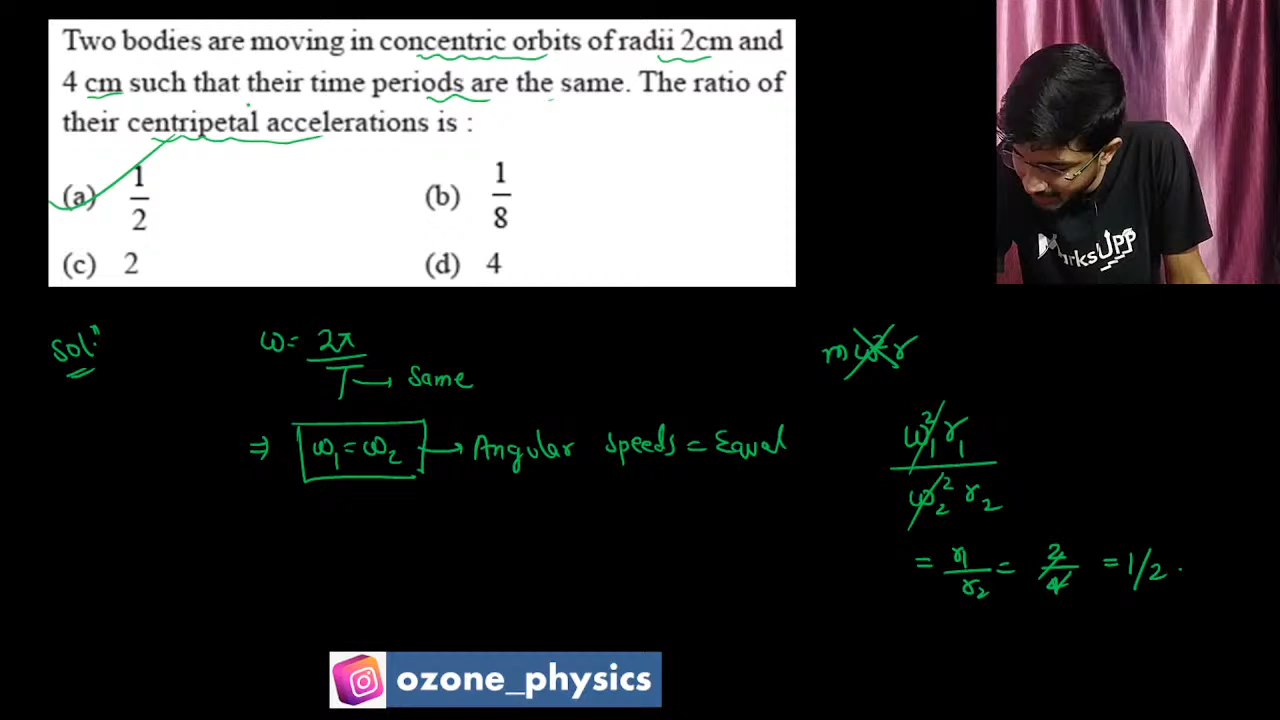 Two bodies are moving in concentric orbits of radii 2cm and
4 cm such that their time periods are the same. The ratio of
their centripetal accelerations is :
(a) 1/2 (b) 1/8
(c) 2 (d) 4
Solⁿ:
ω = 2π/T → Same
⇒ ω₁ = ω₂ → Angular speeds = Equal
mω²r
ω₁²r₁
ω₂²r₂
= r₁/r₂ = 2/4 = 1/2.
MarksUpp
ozone_physics